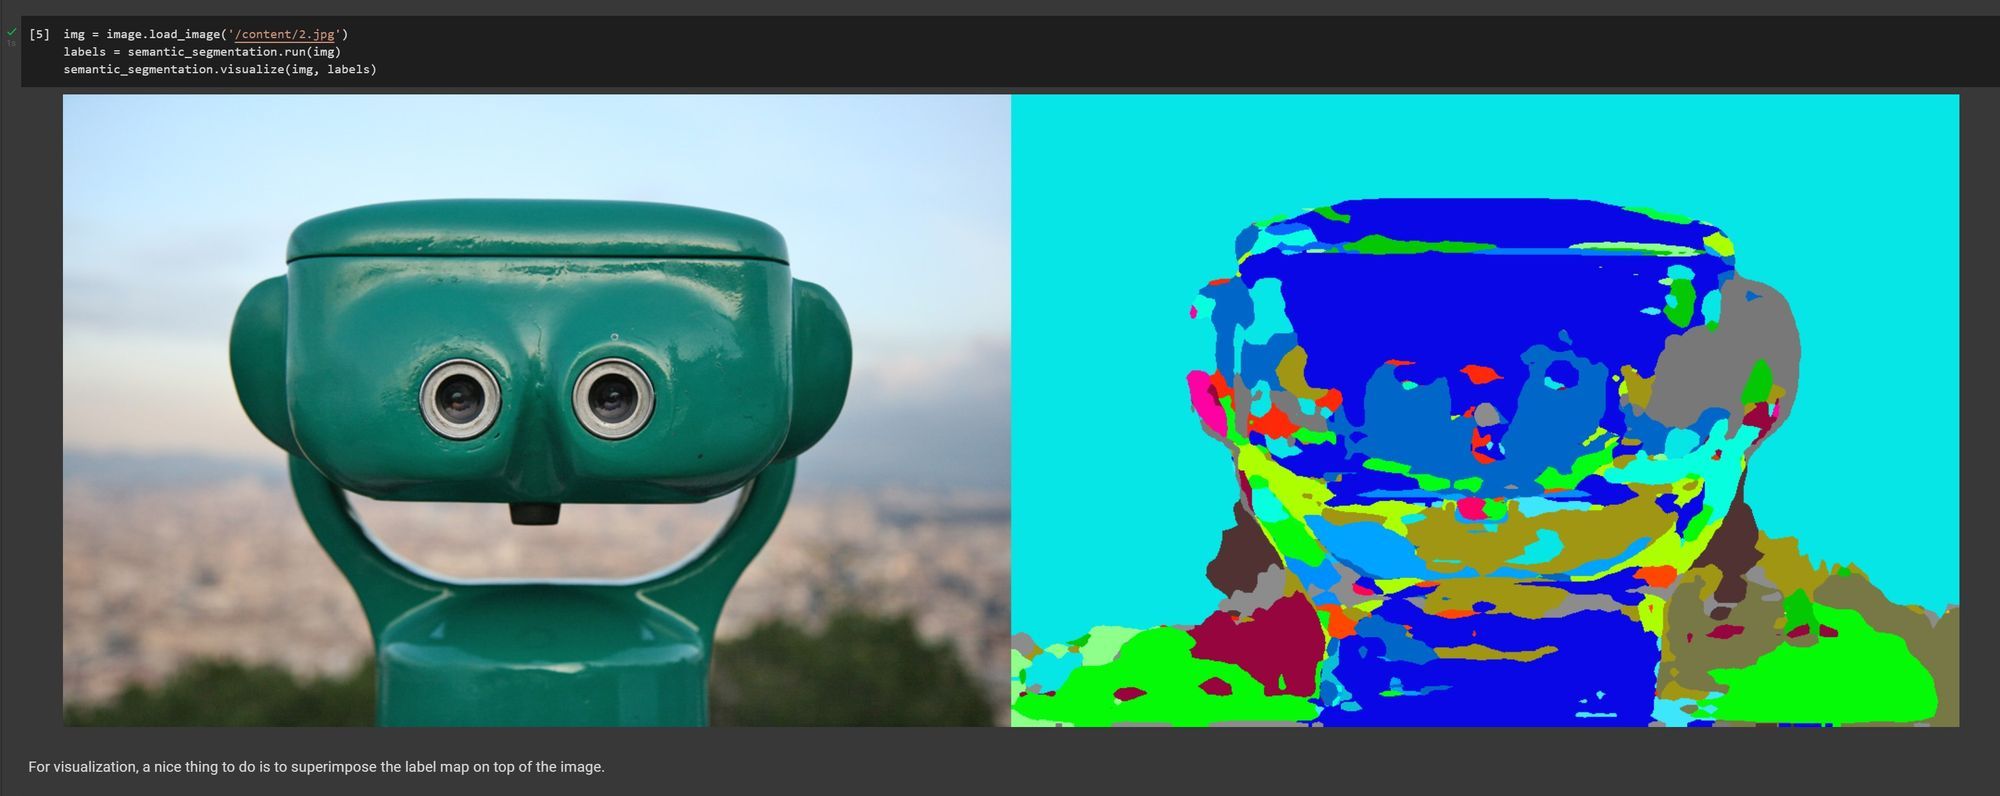 [5] img = image.load_image('/content/2.jpg')
labels = semantic_segmentation.run(img)
semantic_segmentation.visualize(img, labels)
1s
For visualization, a nice thing to do is to superimpose the label map on top of the image.